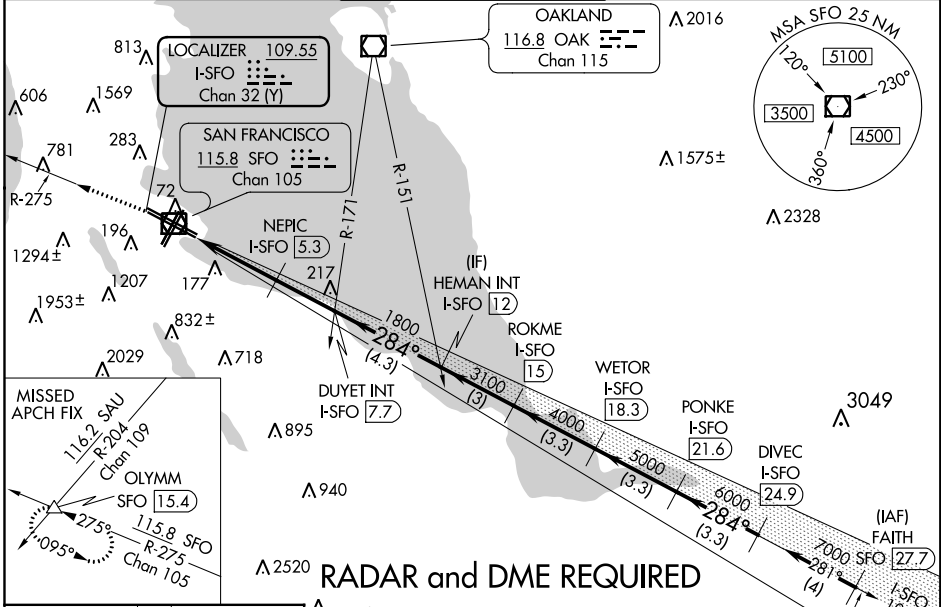 813
LOCALIZER 109.55
I-SFO
Chan 32 (Y)
OAKLAND
116.8 OAK
Chan 115
2016
MSA SFO 25 NM
120°
5100
230°
3500
4500
360°
606
1569
283
781
R-275
SAN FRANCISCO
115.8 SFO
Chan 105
R-171
R-151
1575±
2328
72
196
1294±
177
1207
1953±
832±
2029
718
NEPIC
I-SFO 5.3
217
(IF)
HEMAN INT
I-SFO 12
1800
284°
(4.3)
DUYET INT
I-SFO 7.7
ROKME
I-SFO
15
3100
(3)
WETOR
I-SFO
18.3
4000
(3.3)
PONKE
I-SFO
21.6
5000
(3.3)
DIVEC
I-SFO
24.9
6000
284°
(3.3)
3049
(IAF)
FAITH
SFO 27.7
7000
281°
(4)
I-SFO
895
940
2520
MISSED
APCH FIX
116.2 SAU
R-204
Chan 109
OLYMM
SFO 15.4
275°
095°
115.8 SFO
R-275
Chan 105
RADAR and DME REQUIRED